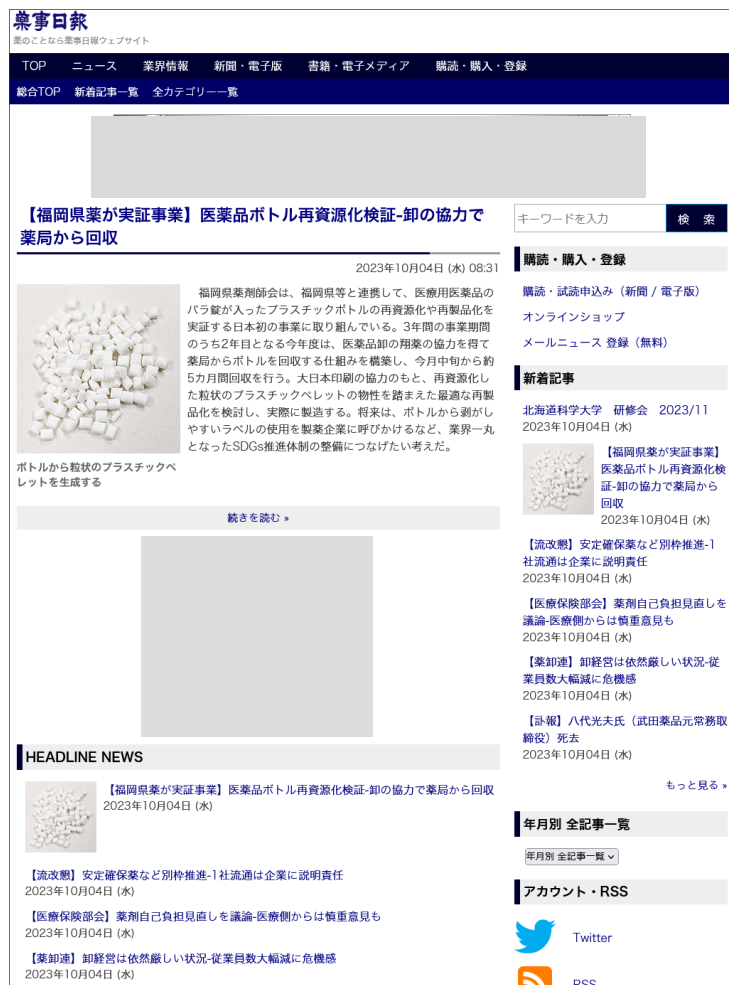 薬事日報
薬のことなら薬事日報ウェブサイト
TOP ニュース 業界情報 新聞・電子版 書籍・電子メディア 購読・購入・登録
総合TOP 新着記事一覧 全カテゴリー一覧
【福岡県薬が実証事業】医薬品ボトル再資源化検証‐卸の協力で
薬局から回収
2023年10月04日 (水) 08:31
福岡県薬剤師会は、福岡県等と連携して、医療用医薬品の
バラ錠が入ったプラスチックボトルの再資源化や再製品化を
実証する日本初の事業に取り組んでいる。3年間の事業期間
のうち2年目となる今年度は、医薬品卸の翔薬の協力を得て
薬局からボトルを回収する仕組みを構築し、今月中旬から約
5カ月間回収を行う。大日本印刷の協力のもと、再資源化し
た粒状のプラスチックペレットの物性を踏まえた最適な再製
品化を検討し、実際に製造する。将来は、ボトルから剥がし
やすいラベルの使用を製薬企業に呼びかけるなど、業界一丸
となったSDGs推進体制の整備につなげたい考えだ。
ボトルから粒状のプラスチックペ
レットを生成する
続きを読む »
HEADLINE NEWS
【福岡県薬が実証事業】医薬品ボトル再資源化検証‐卸の協力で薬局から回収
2023年10月04日 (水)
【流改懇】安定確保薬など別枠推進‐1社流通は企業に説明責任
2023年10月04日 (水)
【医療保険部会】薬剤自己負担見直しを議論‐医療側からは慎重意見も
2023年10月04日 (水)
【薬卸連】卸経営は依然厳しい状況‐従業員数大幅減に危機感
2023年10月04日 (水)
キーワードを入力 検 索
購読・購入・登録
購読・試読申込み（新聞 / 電子版）
オンラインショップ
メールニュース 登録（無料）
新着記事
北海道科学大学 研修会 2023/11
2023年10月04日 (水)
【福岡県薬が実証事業】
医薬品ボトル再資源化検
証‐卸の協力で薬局から
回収
2023年10月04日 (水)
【流改懇】安定確保薬など別枠推進‐1
社流通は企業に説明責任
2023年10月04日 (水)
【医療保険部会】薬剤自己負担見直しを
議論‐医療側からは慎重意見も
2023年10月04日 (水)
【薬卸連】卸経営は依然厳しい状況‐従
業員数大幅減に危機感
2023年10月04日 (水)
【訃報】八代光夫氏（武田薬品元常務取
締役）死去
2023年10月04日 (水)
もっと見る »
年月別 全記事一覧
年月別 全記事一覧
アカウント・RSS
Twitter
RSS